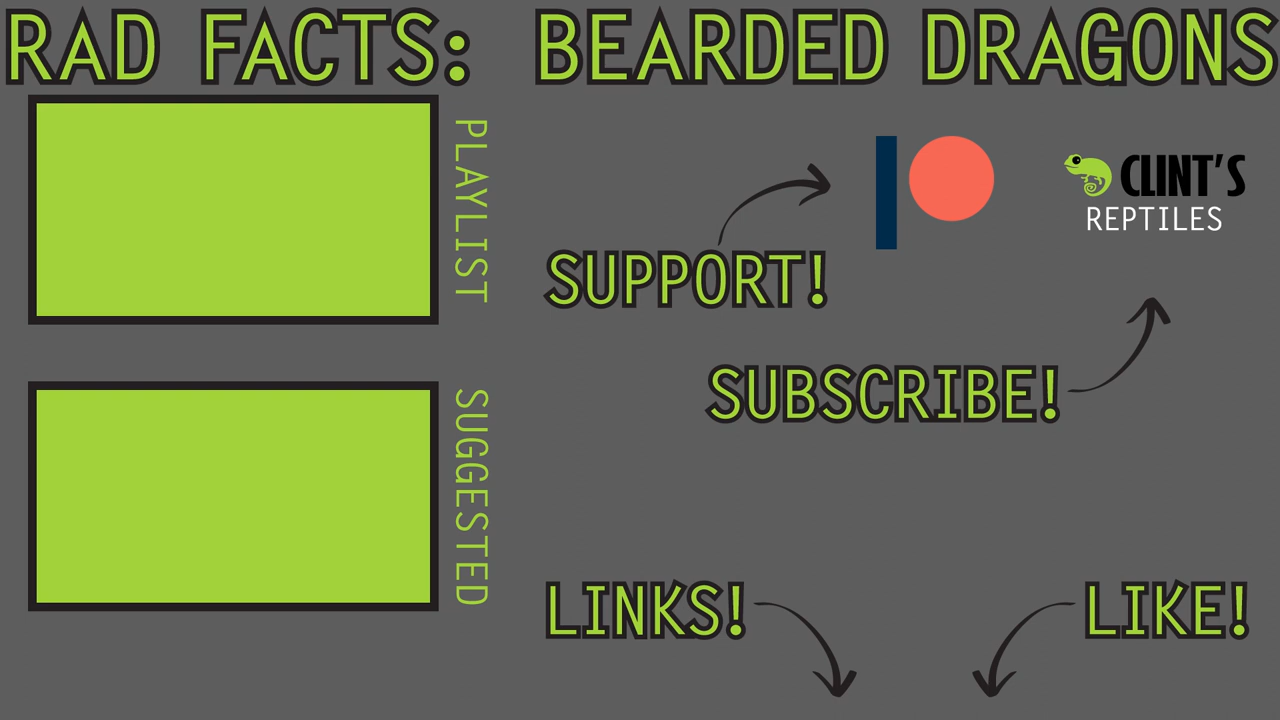 RAD FACTS: BEARDED DRAGONS
PLAYLIST
CLINT'S
REPTILES
SUPPORT!
SUBSCRIBE!
SUGGESTED
LINKS!
LIKE!